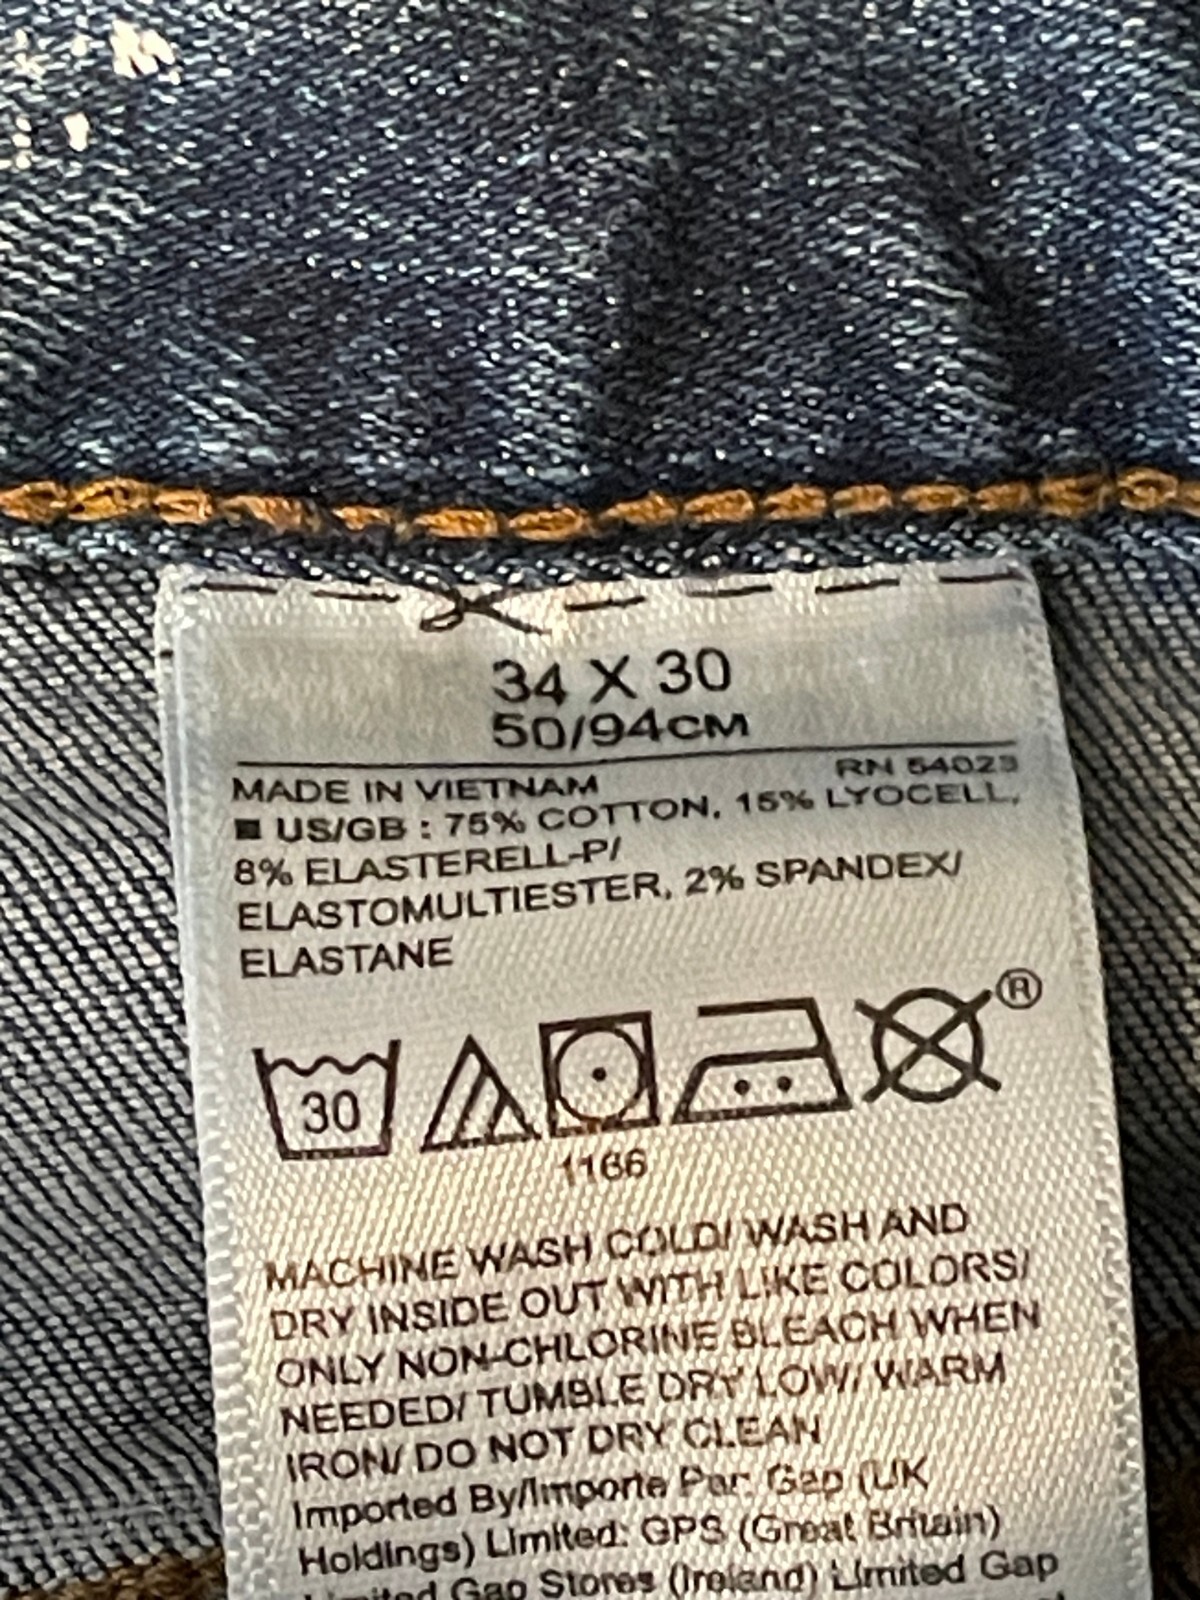 34 X 30
50/94CM
RN 54023
MADE IN VIETNAM
■ US/GB : 75% COTTON, 15% LYOCELL,
8% ELASTERELL-P/
ELASTOMULTIESTER, 2% SPANDEX/
ELASTANE
®
30
1166
MACHINE WASH COLD/ WASH AND
DRY INSIDE OUT WITH LIKE COLORS/
ONLY NON-CHLORINE BLEACH WHEN
NEEDED/ TUMBLE DRY LOW/ WARM
IRON/ DO NOT DRY CLEAN
Imported By/Importe Par: Gap (UK
Holdings) Limited: GPS (Great Britain)
Limited Gap Stores (Ireland) Limited Gap